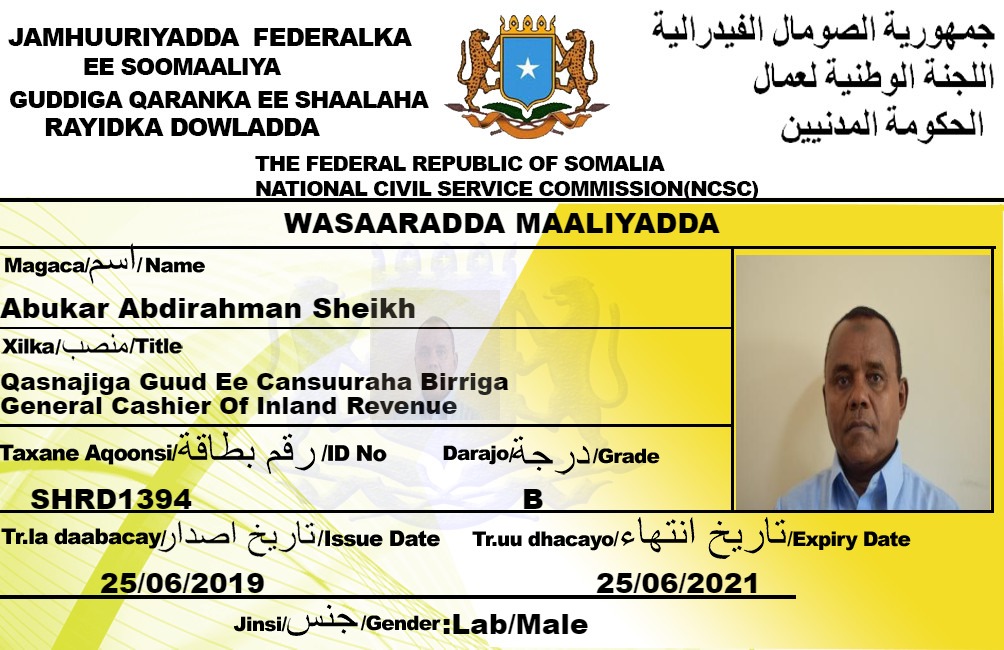 JAMHUURIYADDA FEDERALKA
EE SOOMAALIYA
GUDDIGA QARANKA EE SHAALAHA
RAYIDKA DOWLADDA
جمهورية الصومال الفيدرالية
اللجنة الوطنية لعمال
الحكومة المدنيين
THE FEDERAL REPUBLIC OF SOMALIA
NATIONAL CIVIL SERVICE COMMISSION(NCSC)
WASAARADDA MAALIYADDA
Magaca/اسم/Name
Abukar Abdirahman Sheikh
Xilka/منصب/Title
Qasnajiga Guud Ee Cansuuraha Birriga
General Cashier Of Inland Revenue
Taxane Aqoonsi/رقم بطاقة/ID No Darajo/درجة/Grade
SHRD1394 B
Tr.la daabacay/تاريخ اصدار/Issue Date Tr.uu dhacayo/تاريخ انتهاء/Expiry Date
25/06/2019 25/06/2021
Jinsi/جنس/Gender:Lab/Male